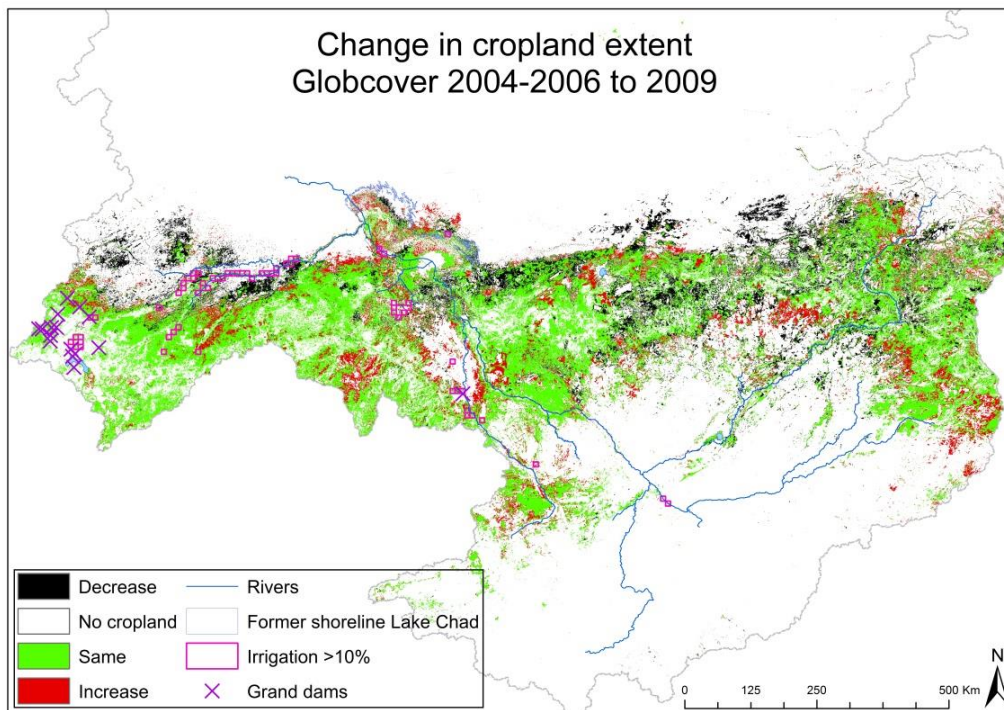 Change in cropland extent
Globcover 2004-2006 to 2009
Decrease
Rivers
No cropland
Former shoreline Lake Chad
Same
Irrigation >10%
Increase
Grand dams
N
0 125 250 500 Km